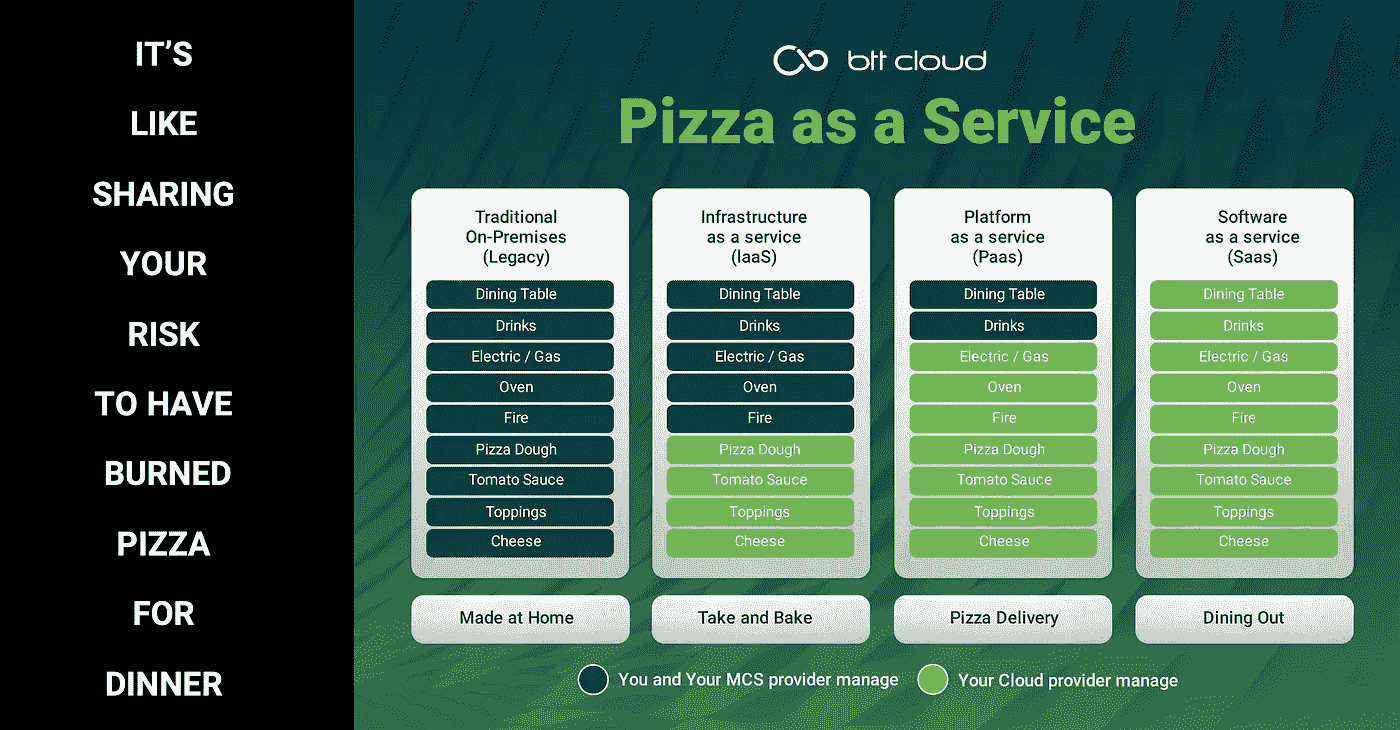 IT'S
LIKE
SHARING
YOUR
RISK
TO HAVE
BURNED
PIZZA
FOR
DINNER
btt cloud
Pizza as a Service
Traditional
On-Premises
(Legacy)
Dining Table
Drinks
Electric / Gas
Oven
Fire
Pizza Dough
Tomato Sauce
Toppings
Cheese
Made at Home
Infrastructure
as a service
(IaaS)
Dining Table
Drinks
Electric / Gas
Oven
Fire
Pizza Dough
Tomato Sauce
Toppings
Cheese
Take and Bake
Platform
as a service
(Paas)
Dining Table
Drinks
Electric / Gas
Oven
Fire
Pizza Dough
Tomato Sauce
Toppings
Cheese
Pizza Delivery
Software
as a service
(Saas)
Dining Table
Drinks
Electric / Gas
Oven
Fire
Pizza Dough
Tomato Sauce
Toppings
Cheese
Dining Out
You and Your MCS provider manage
Your Cloud provider manage